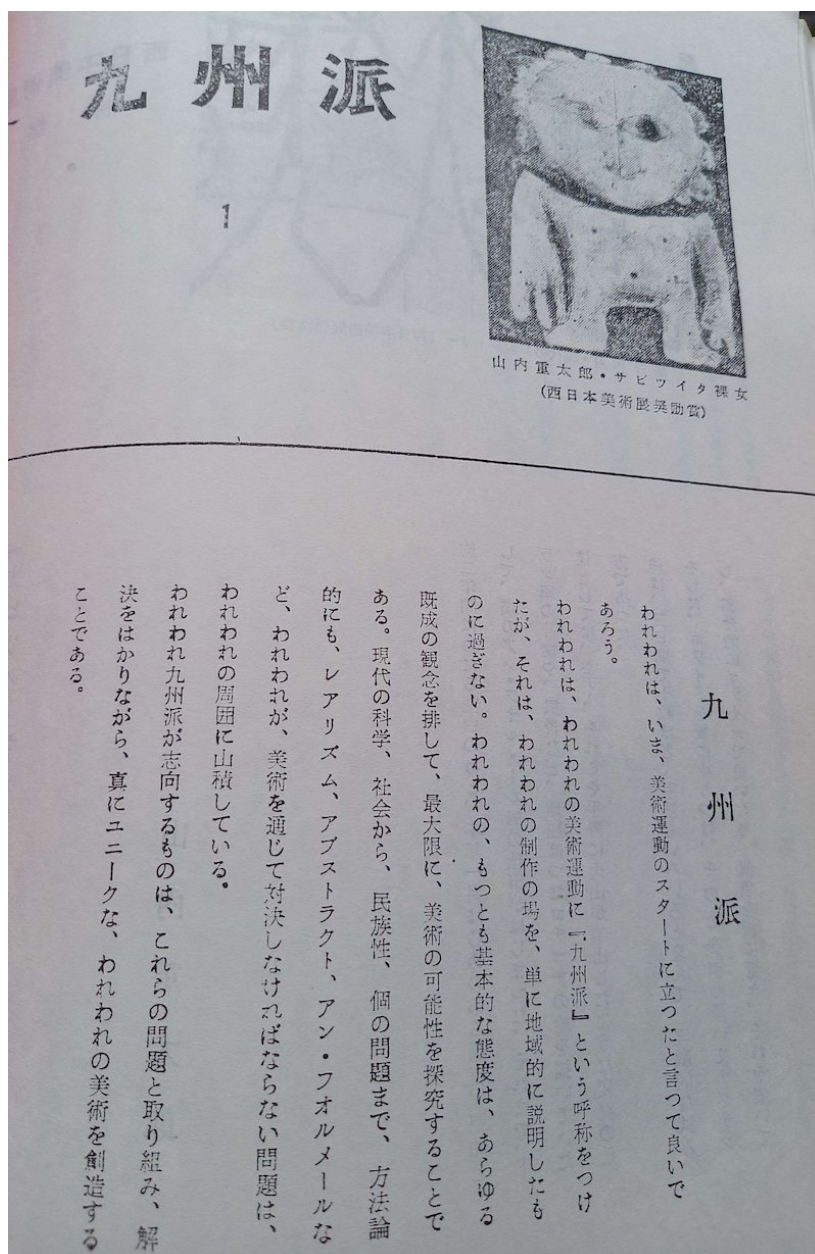 九州派
1
山内重太郎・サビツイタ裸女
(西日本美術展奨励賞)
九州派
われわれは、いま、美術運動のスタートに立つたと言つて良いで
あろう。
われわれは、われわれの美術運動に『九州派』という呼称をつけ
たが、それは、われわれの制作の場を、単に地域的に説明したも
のに過ぎない。われわれの、もつとも基本的な態度は、あらゆる
既成の観念を排して、最大限に、美術の可能性を探究することで
ある。現代の科学、社会から、民族性、個の問題まで、方法論
的にも、レアリズム、アブストラクト、アン・フオルメールな
ど、われわれが、美術を通じて対決しなければならない問題は、
われわれの周囲に山積している。
われわれ九州派が志向するものは、これらの問題と取り組み、解
決をはかりながら、真にユニークな、われわれの美術を創造する
ことである。